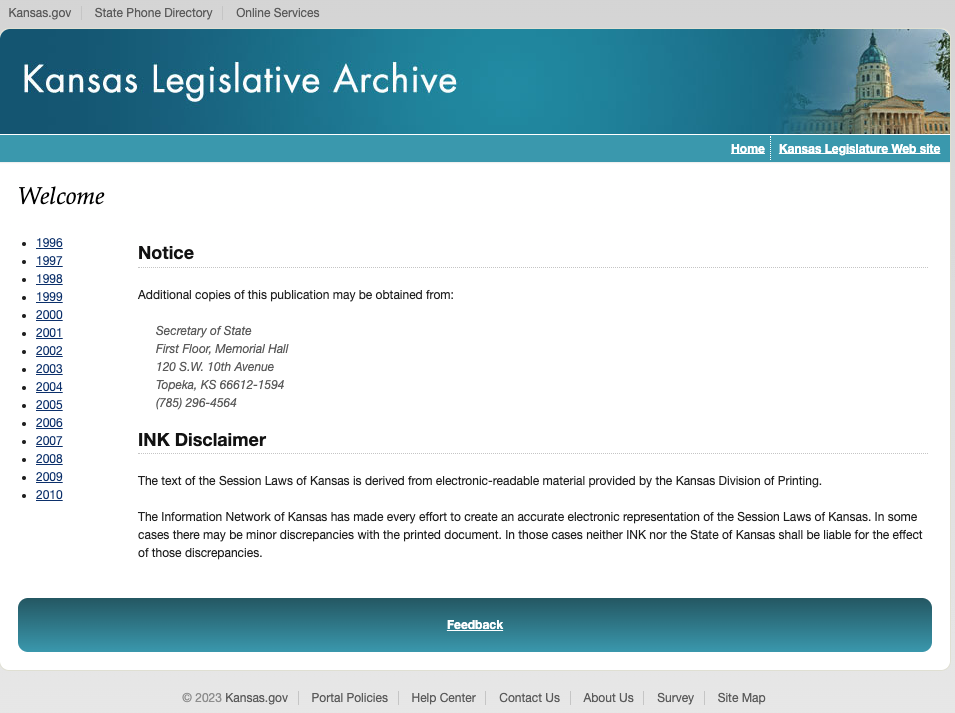 Kansas.gov State Phone Directory Online Services
Kansas Legislative Archive
Home Kansas Legislature Web site
Welcome
1996
1997
1998
1999
2000
2001
2002
2003
2004
2005
2006
2007
2008
2009
2010
Notice
Additional copies of this publication may be obtained from:
Secretary of State
First Floor, Memorial Hall
120 S.W. 10th Avenue
Topeka, KS 66612-1594
(785) 296-4564
INK Disclaimer
The text of the Session Laws of Kansas is derived from electronic-readable material provided by the Kansas Division of Printing.
The Information Network of Kansas has made every effort to create an accurate electronic representation of the Session Laws of Kansas. In some
cases there may be minor discrepancies with the printed document. In those cases neither INK nor the State of Kansas shall be liable for the effect
of those discrepancies.
Feedback
© 2023 Kansas.gov Portal Policies Help Center Contact Us About Us Survey Site Map